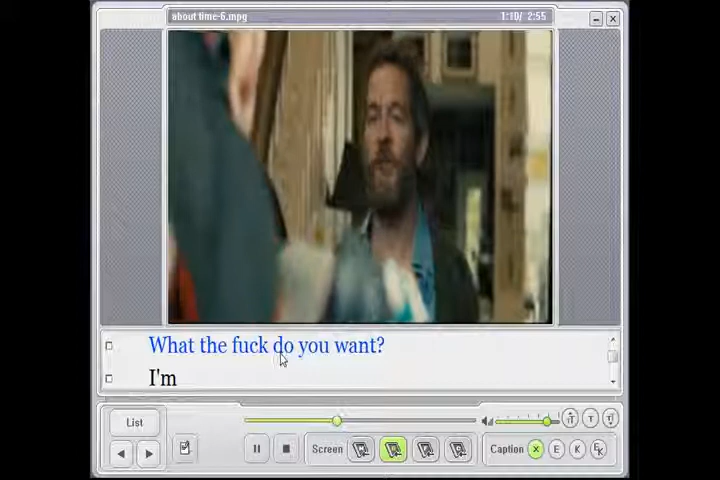 about time-6.mpg
1:10/ 2:55
What the fuck do you want?
I'm
List
Screen
Caption X E K EK
T T T